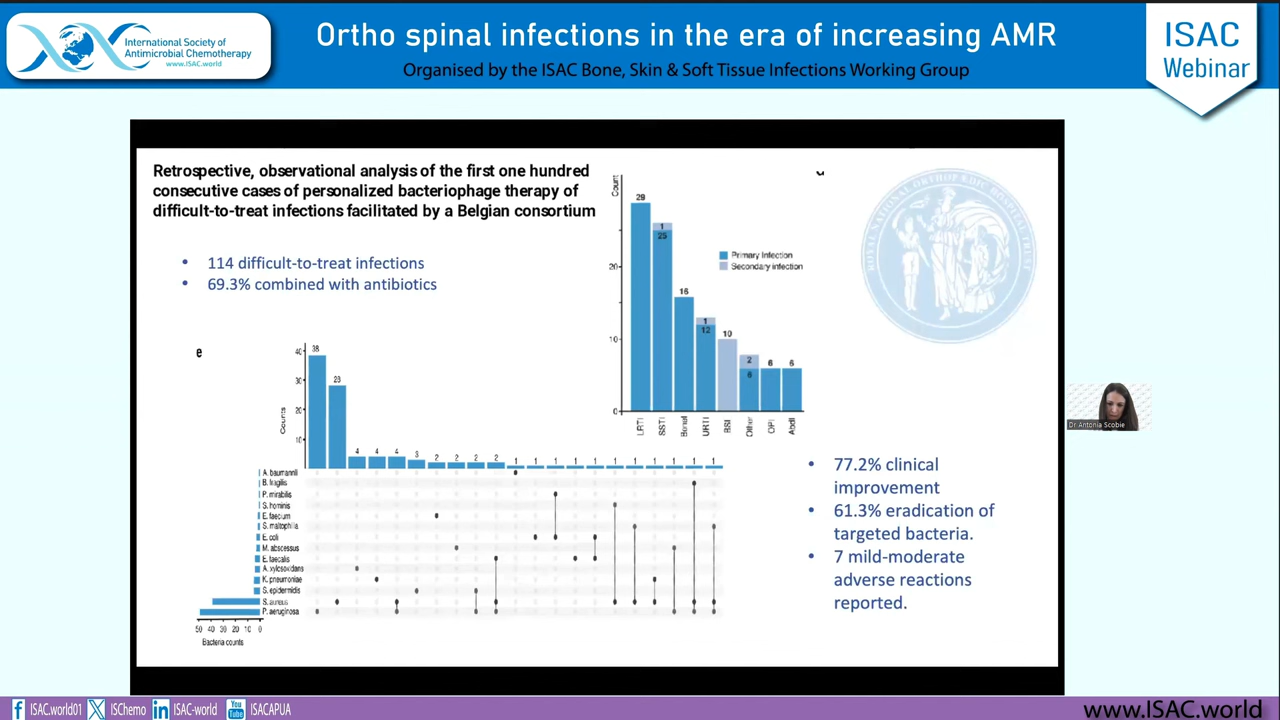 International Society of
Antimicrobial Chemotherapy
www.ISAC.world
Ortho spinal infections in the era of increasing AMR
Organised by the ISAC Bone, Skin & Soft Tissue Infections Working Group
ISAC
Webinar
Retrospective, observational analysis of the first one hundred
consecutive cases of personalized bacteriophage therapy of
difficult-to-treat infections facilitated by a Belgian consortium
• 114 difficult-to-treat infections
• 69.3% combined with antibiotics
Count
20
10
0
29
1
25
16
1
12
10
2
6
6
6
Primary Infection
Secondary infection
LRTI
SSTI
BoneI
URTI
BSI
Other
OPI
AbdI
e
Counts
40
30
20
10
38
4
4
4
3
2
2
2
2
1
1
1
1
1
1
1
1
1
1
1
A. baumannii
B. fragilis
P. mirabilis
S. hominis
E. faecium
S. maltophilia
E. coli
M. abscessus
E. faecalis
A. xylosoxidans
K. pneumoniae
S. epidermidis
S. aureus
P. aeruginosa
50 40 30 20 10 0
Bacteria counts
• 77.2% clinical
improvement
• 61.3% eradication of
targeted bacteria.
• 7 mild-moderate
adverse reactions
reported.
Dr Antonia Scobie
ISAC.world01
ISChemo
ISAC-world
You
Tube
ISACAPUA
www.ISAC.world